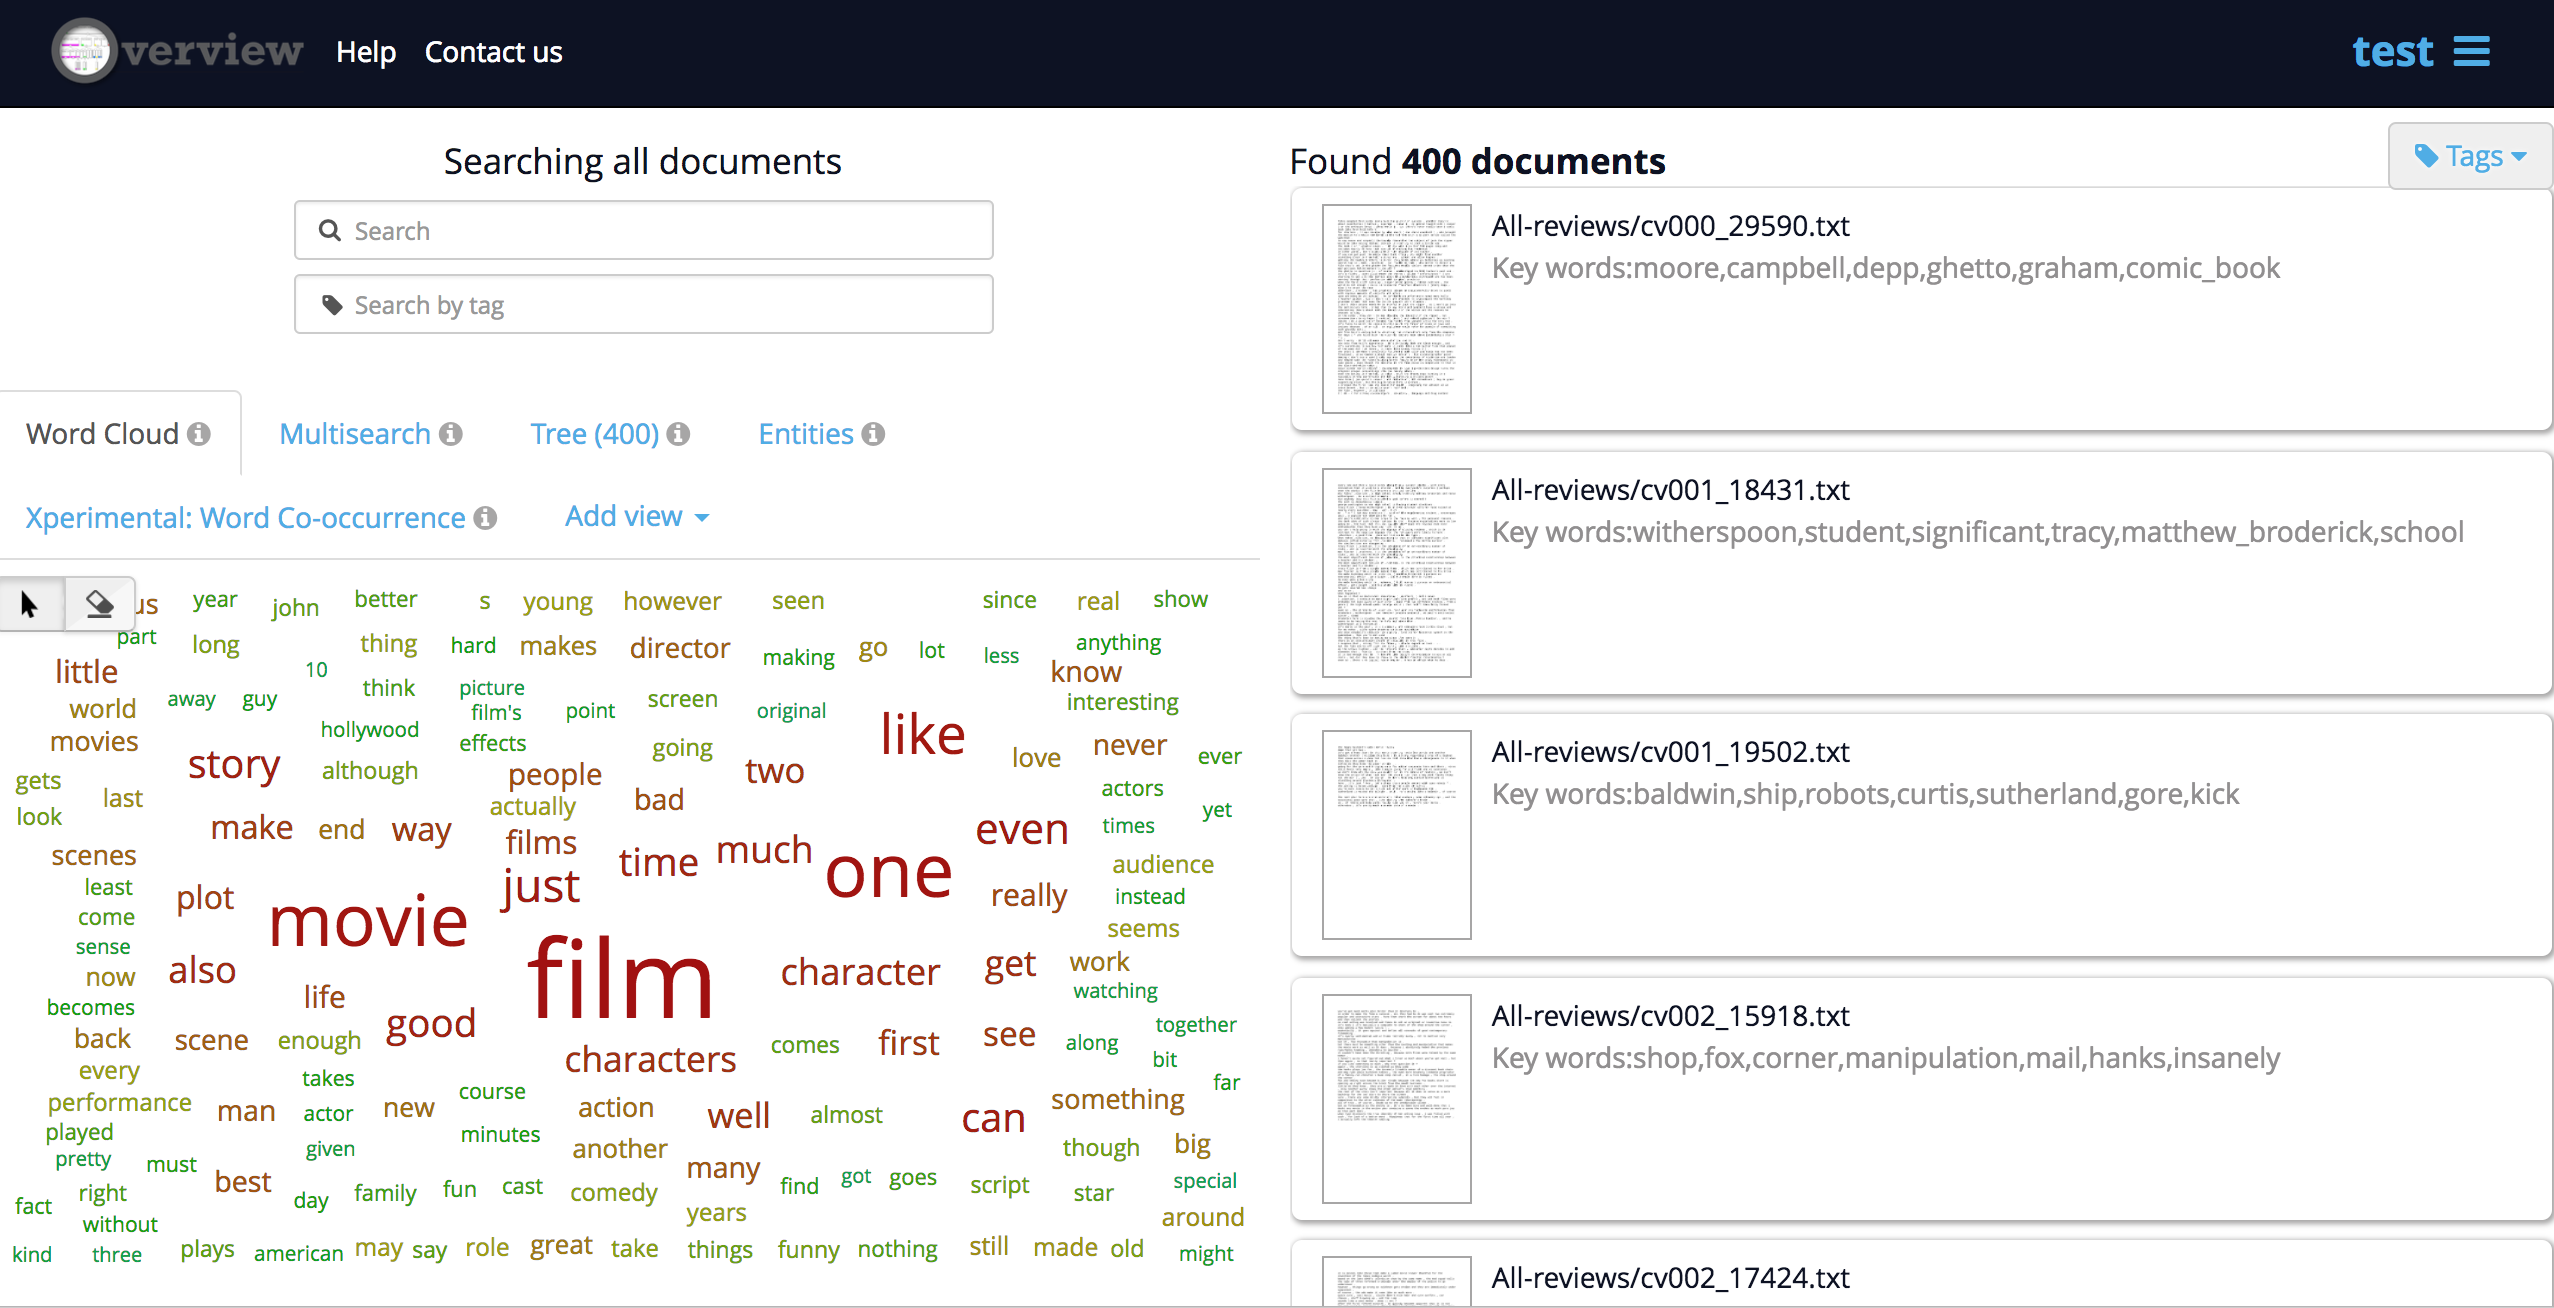 Overview Help Contact us test
Searching all documents
Search
Search by tag
Word Cloud Multisearch Tree (400) Entities
Xperimental: Word Co-occurrence Add view
us year john better s young however seen since real show
part long thing hard makes director making go lot less anything
little 10 know
world away guy think picture screen interesting
movies hollywood film's point original
story although effects going like love never ever
gets last people two actors
look actually bad yet
make end way films even times
scenes time much audience
least plot just one really instead
come movie seems
sense
now also film character get work
becomes life watching
back scene enough good characters comes first see along together
every takes bit
performance man actor new course action well almost can something far
played given minutes another though big
pretty must many special
right best day family fun cast comedy find got goes script star
fact without years around
kind three plays american may say role great take things funny nothing still made old might
Found 400 documents
Tags
All-reviews/cv000_29590.txt
Key words:moore,campbell,depp,ghetto,graham,comic_book
All-reviews/cv001_18431.txt
Key words:witherspoon,student,significant,tracy,matthew_broderick,school
All-reviews/cv001_19502.txt
Key words:baldwin,ship,robots,curtis,sutherland,gore,kick
All-reviews/cv002_15918.txt
Key words:shop,fox,corner,manipulation,mail,hanks,insanely
All-reviews/cv002_17424.txt